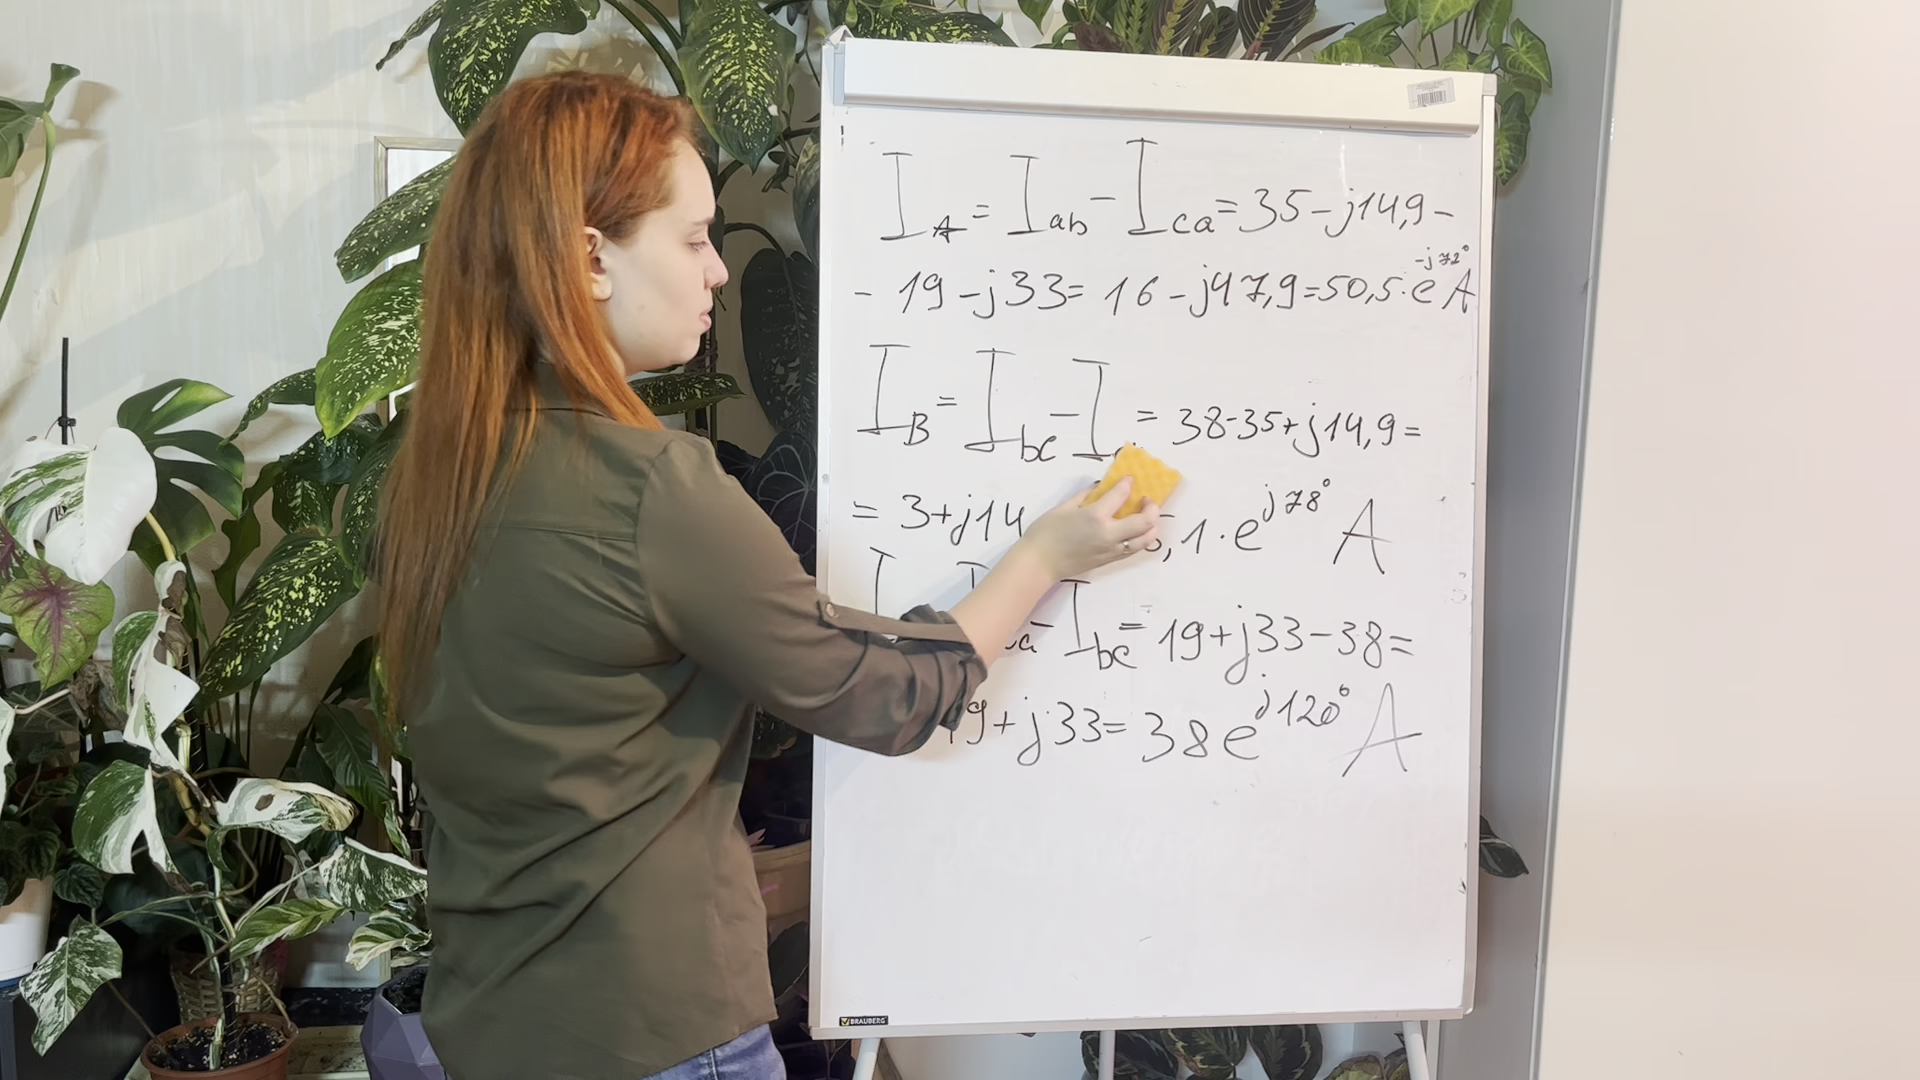 I_A = I_ab - I_ca = 35 - j14,9 -
- 19 - j33 = 16 - j47,9 = 50,5 · e^-j72° A
I_B = I_bc - I = 38 - 35 + j14,9 =
= 3 + j14 ,1 · e^j78° A
I I - I_bc = 19 + j33 - 38 =
19 + j33 = 38 e^j120° A
BRAUBERG